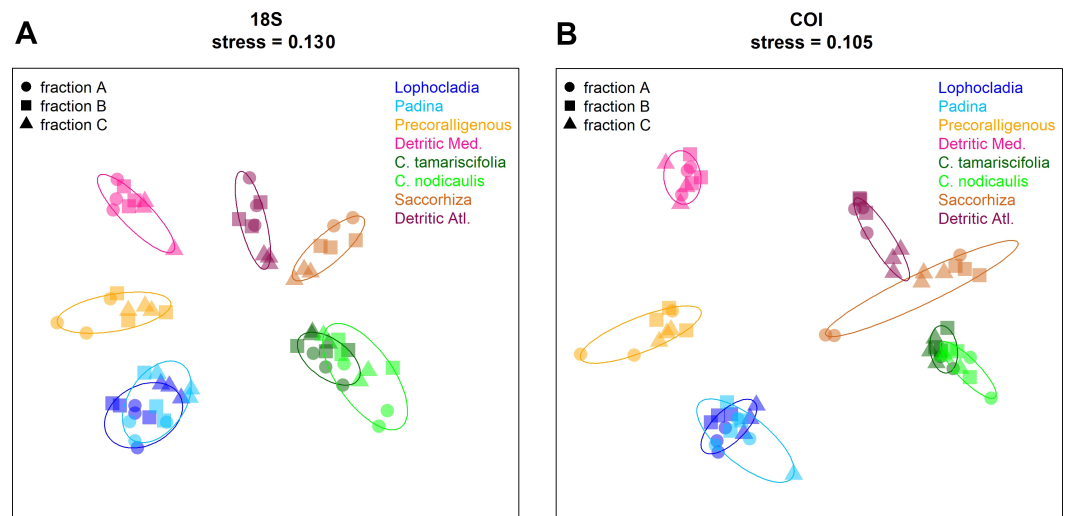 A
18S
stress = 0.130
fraction A
fraction B
fraction C
Lophocladia
Padina
Precoralligenous
Detritic Med.
C. tamariscifolia
C. nodicaulis
Saccorhiza
Detritic Atl.
B
COI
stress = 0.105
fraction A
fraction B
fraction C
Lophocladia
Padina
Precoralligenous
Detritic Med.
C. tamariscifolia
C. nodicaulis
Saccorhiza
Detritic Atl.